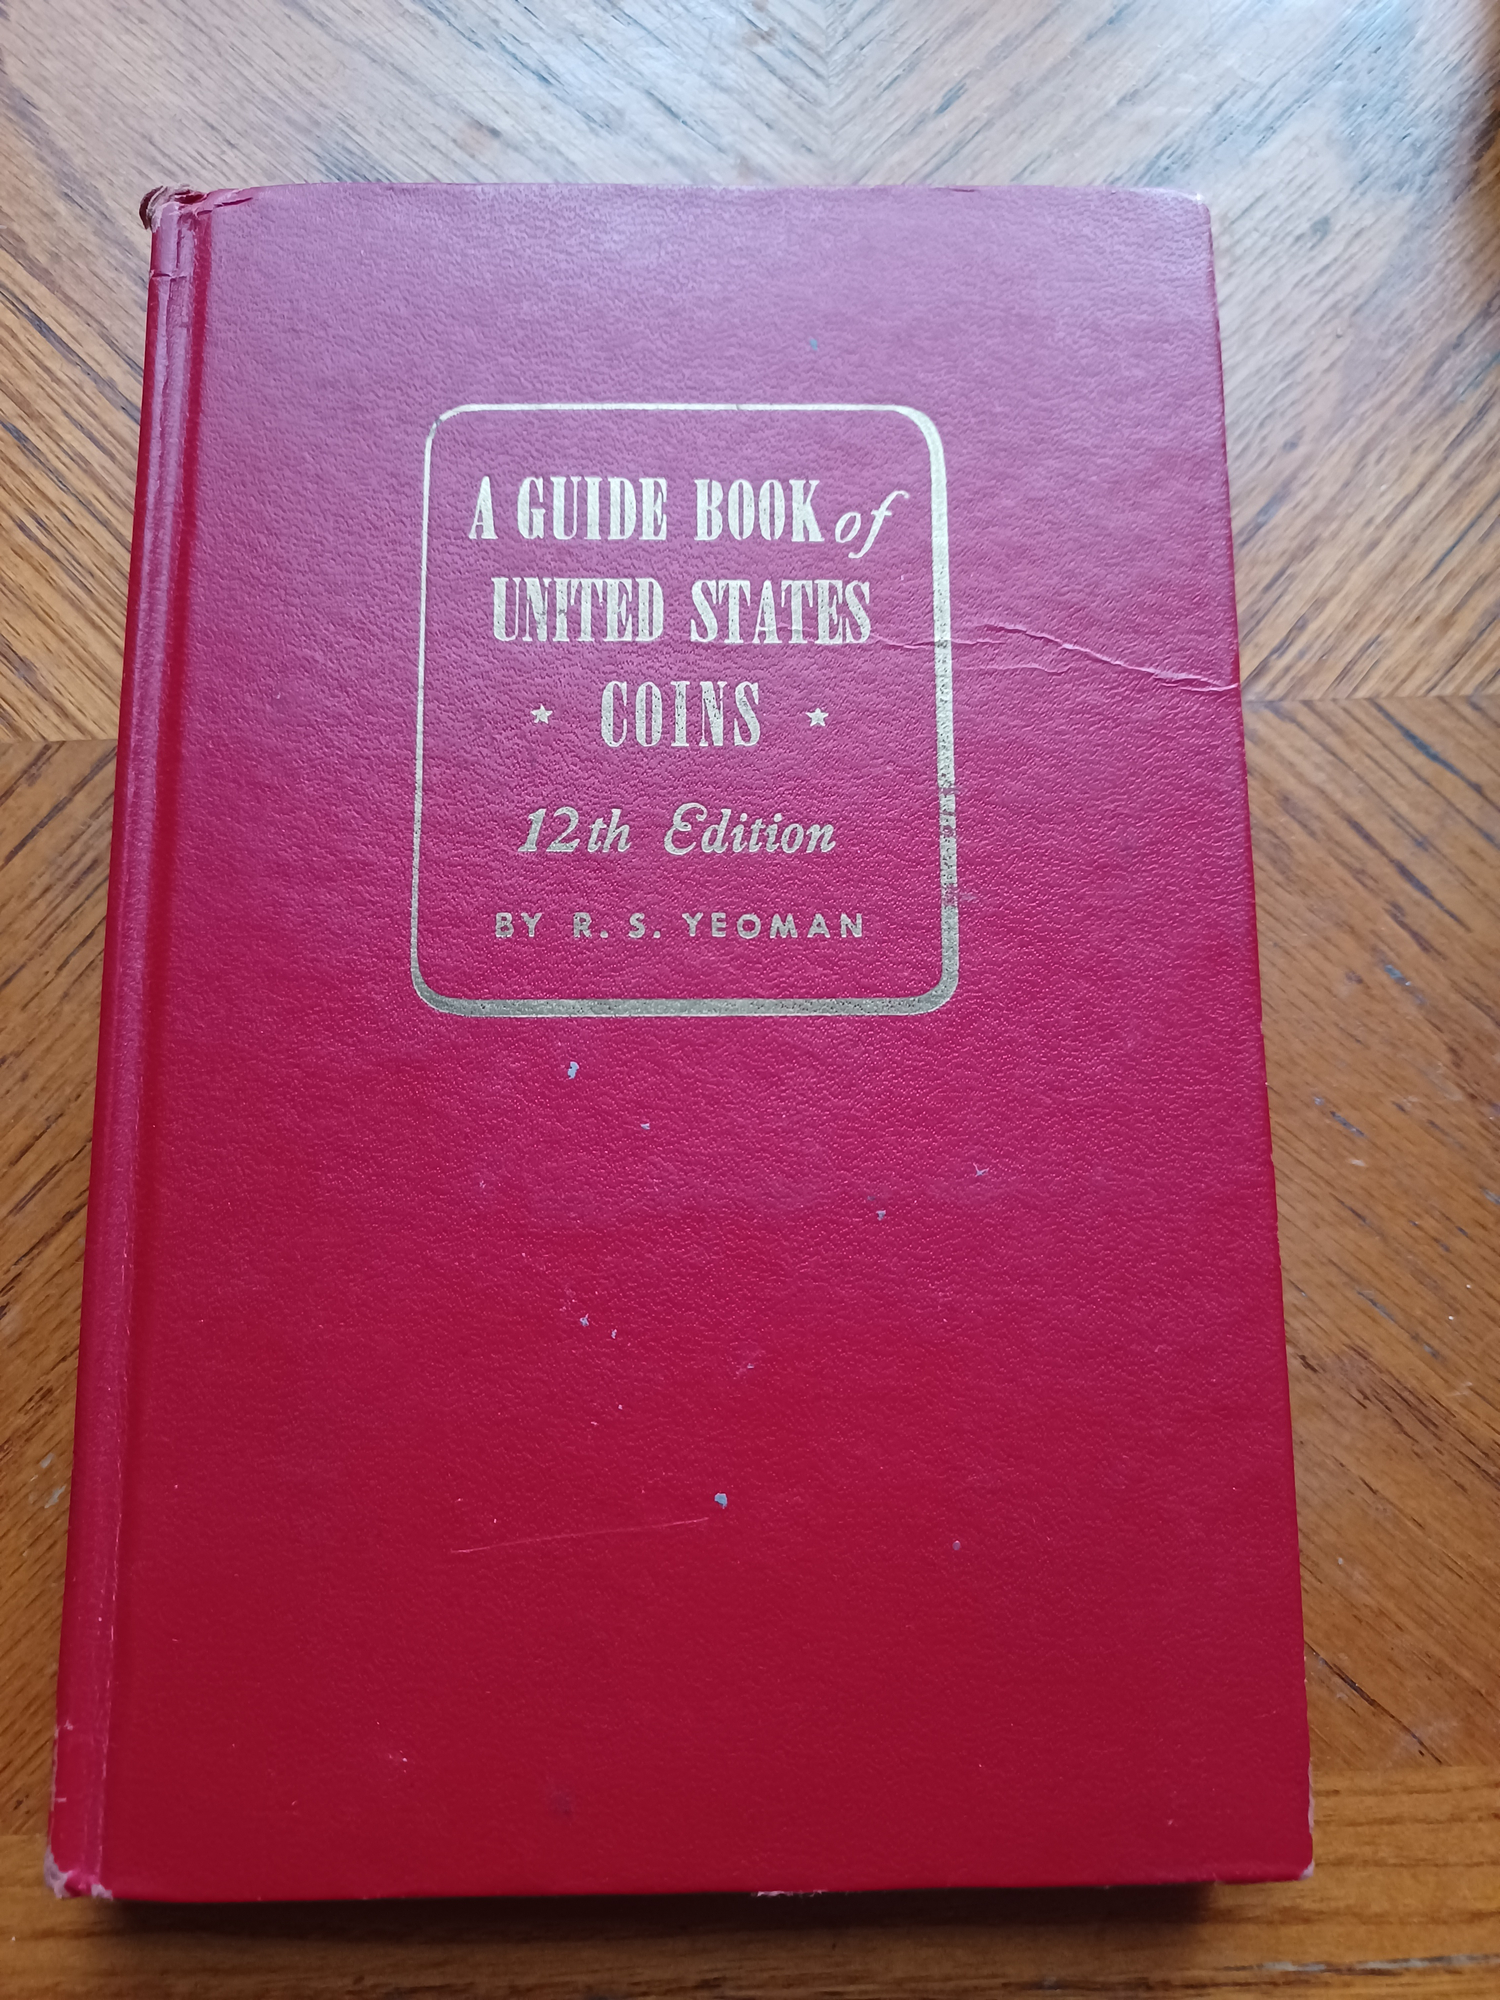 A GUIDE BOOK of
UNITED STATES
★ COINS ★
12th Edition
BY R. S. YEOMAN